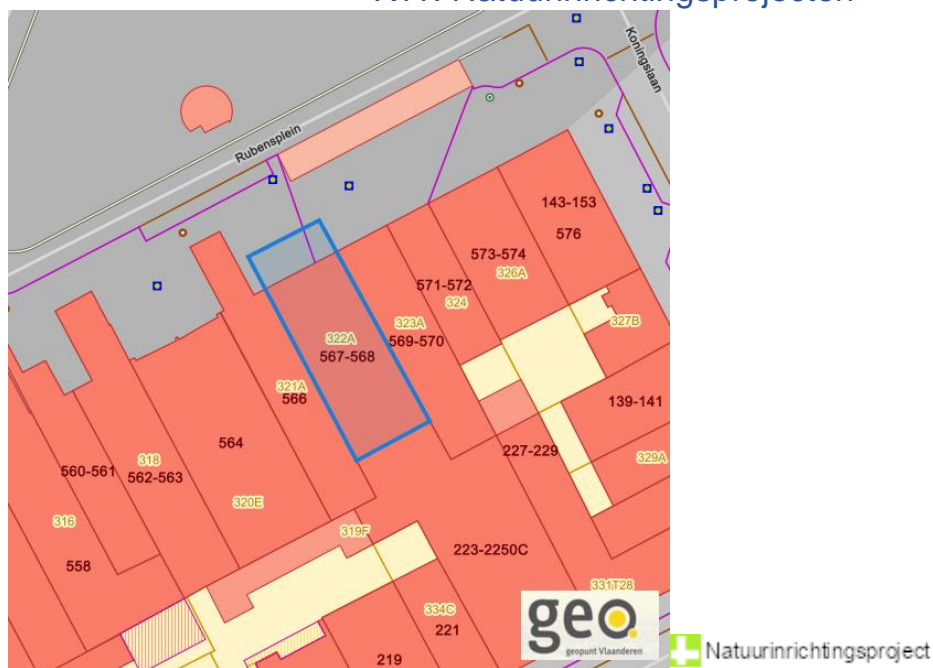 Natuurinrichtingsprojecten
Koningslaan
Rubensplein
143-153
576
573-574
326A
571-572
324
327B
323A
569-570
322A
567-568
321A
566
139-141
564
227-229
329A
560-561
318
562-563
320E
316
319F
558
223-2250C
331T28
334C
221
219
geo
geopunt Vlaanderen
Natuurinrichtingsproject